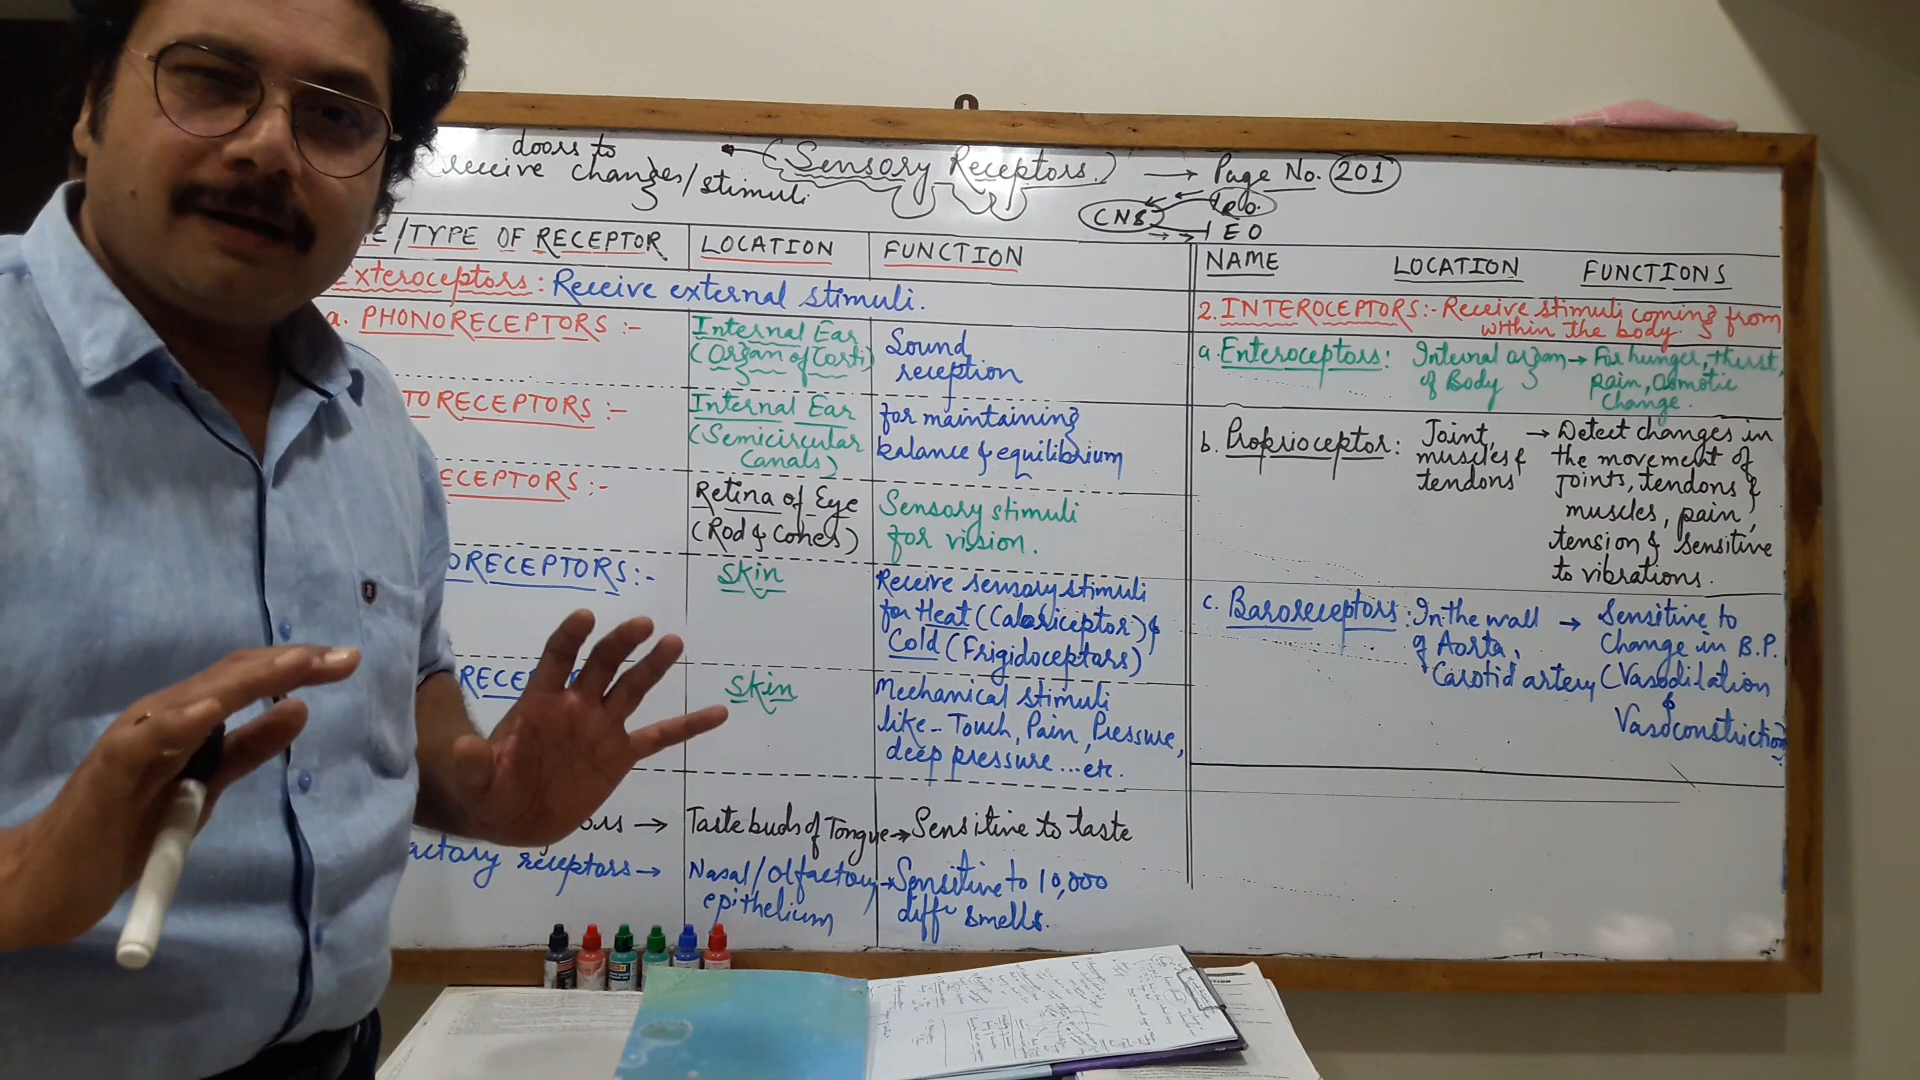 doors to
receive changes/stimuli
(Sensory Receptors.) → Page No. 201
CNS
EO
/TYPE OF RECEPTOR LOCATION FUNCTION
Exteroceptors: Receive external stimuli.
a. PHONORECEPTORS :-
Internal Ear
(Organ of Corti)
Sound
reception
TORECEPTORS :-
Internal Ear
(Semicircular
Canals)
for maintaining
balance & equilibrium
ECEPTORS :-
Retina of Eye
(Rod & Cones)
Sensory stimuli
for vission.
ORECEPTORS:-
Skin
Receive sensory stimuli
for Heat (Caloriceptor) &
Cold (Frigidoceptors)
RECE
Skin
Mechanical stimuli
like - Touch, Pain, Pressure,
deep pressure ... etc.
ors → Taste buds of Tongue → Sensitive to taste
actory receptors → Nasal/Olfactory → Sensitive to 10,000
epithelium diff smells.
NAME LOCATION FUNCTIONS
2. INTEROCEPTORS:- Receive stimuli coming from
within the body.
a. Enteroceptors: Internal organ → For hunger, thirst,
of Body pain, osmotic
change.
b. Proprioceptor: Joint, → Detect changes in
muscles & the movement of
tendons joints, tendons &
muscles, pain,
tension & sensitive
to vibrations.
c. Baroreceptors: In the wall → Sensitive to
of Aorta, Change in B.P.
Carotid artery (Vasodilation
&
Vasoconstriction